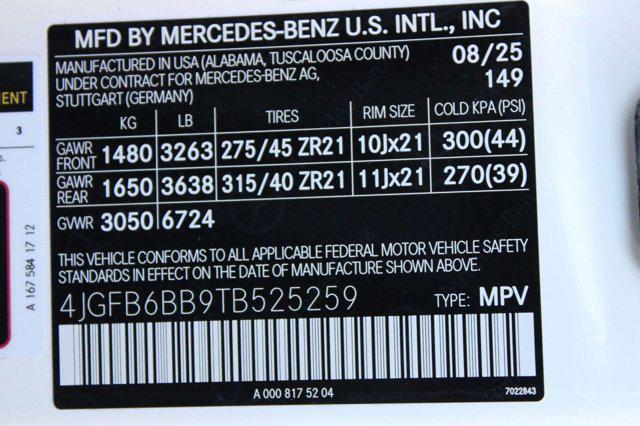 MFD BY MERCEDES-BENZ U.S. INTL., INC
MANUFACTURED IN USA (ALABAMA, TUSCALOOSA COUNTY) 08/25
UNDER CONTRACT FOR MERCEDES-BENZ AG, 149
STUTTGART (GERMANY)
KG LB TIRES RIM SIZE COLD KPA (PSI)
GAWR FRONT 1480 3263 275/45 ZR21 10Jx21 300(44)
GAWR REAR 1650 3638 315/40 ZR21 11Jx21 270(39)
GVWR 3050 6724
THIS VEHICLE CONFORMS TO ALL APPLICABLE FEDERAL MOTOR VEHICLE SAFETY
STANDARDS IN EFFECT ON THE DATE OF MANUFACTURE SHOWN ABOVE.
4JGFB6BB9TB525259 TYPE: MPV
A 000 817 52 04 7022843
3
A 167 584 17 12